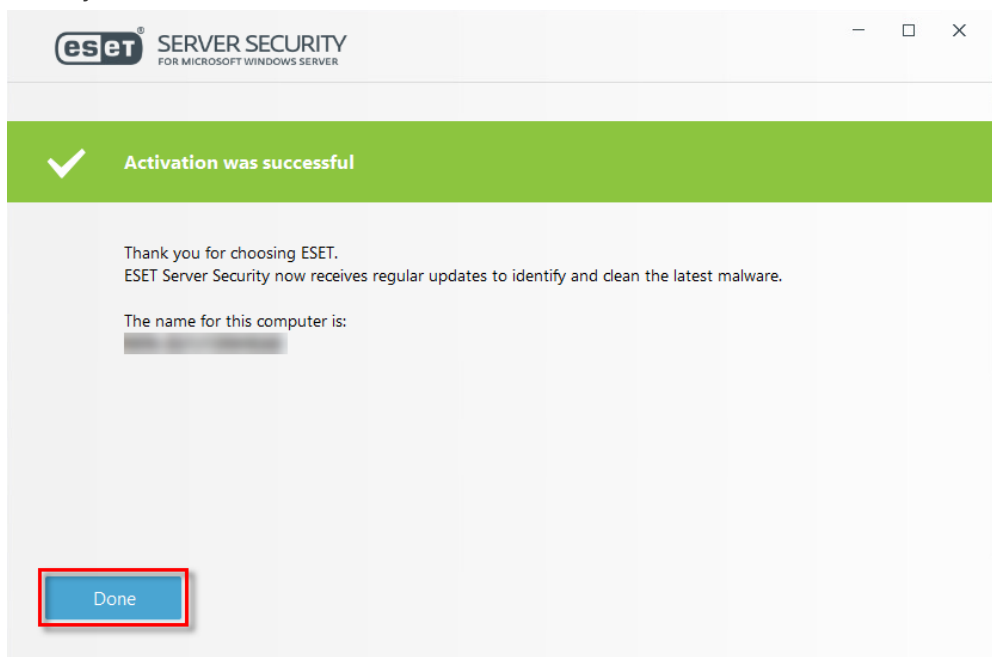 eset® SERVER SECURITY
FOR MICROSOFT WINDOWS SERVER
Activation was successful
Thank you for choosing ESET.
ESET Server Security now receives regular updates to identify and clean the latest malware.
The name for this computer is:
Done